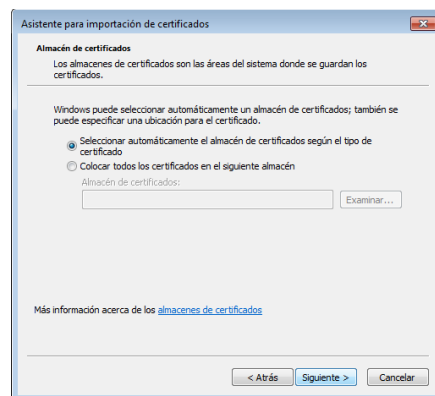 Asistente para importación de certificados
Almacén de certificados
Los almacenes de certificados son las áreas del sistema donde se guardan los
certificados.
Windows puede seleccionar automáticamente un almacén de certificados; también se
puede especificar una ubicación para el certificado.
Seleccionar automáticamente el almacén de certificados según el tipo de
certificado
Colocar todos los certificados en el siguiente almacén
Almacén de certificados:
Examinar...
Más información acerca de los almacenes de certificados
< Atrás Siguiente > Cancelar